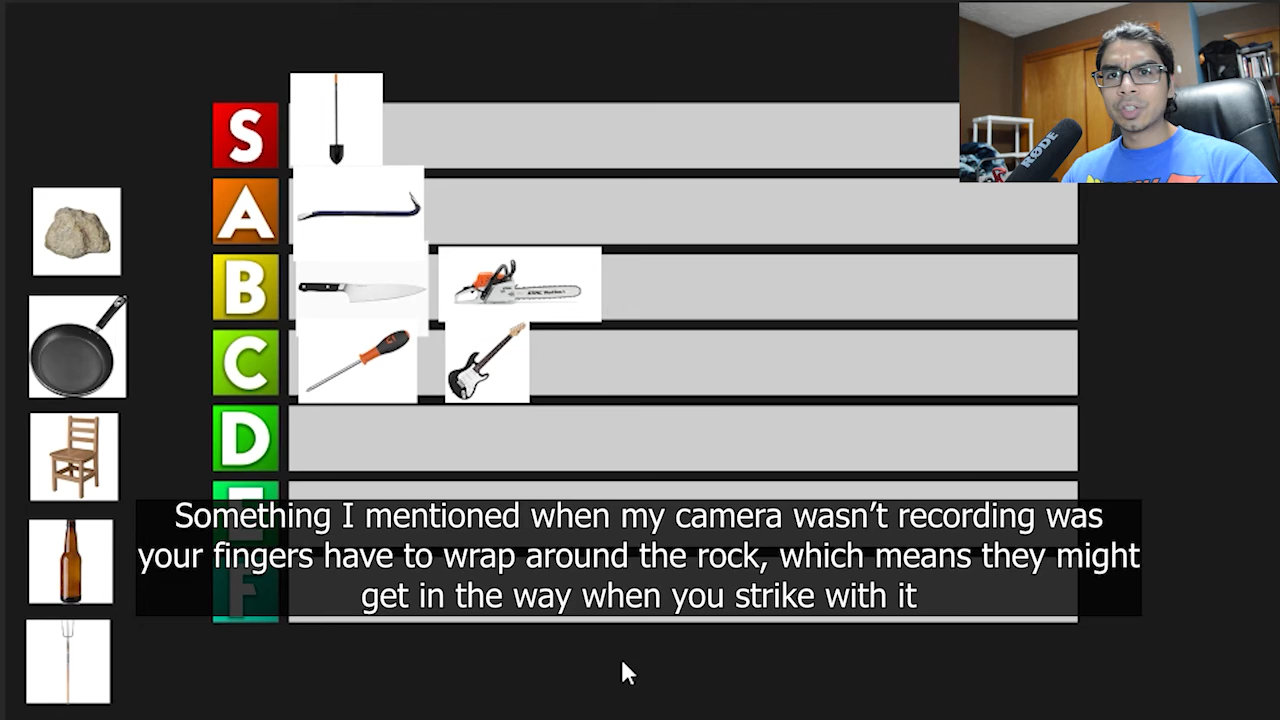 S
RØDE
A
B
C
D
E
Something I mentioned when my camera wasn't recording was
your fingers have to wrap around the rock, which means they might
get in the way when you strike with it
F